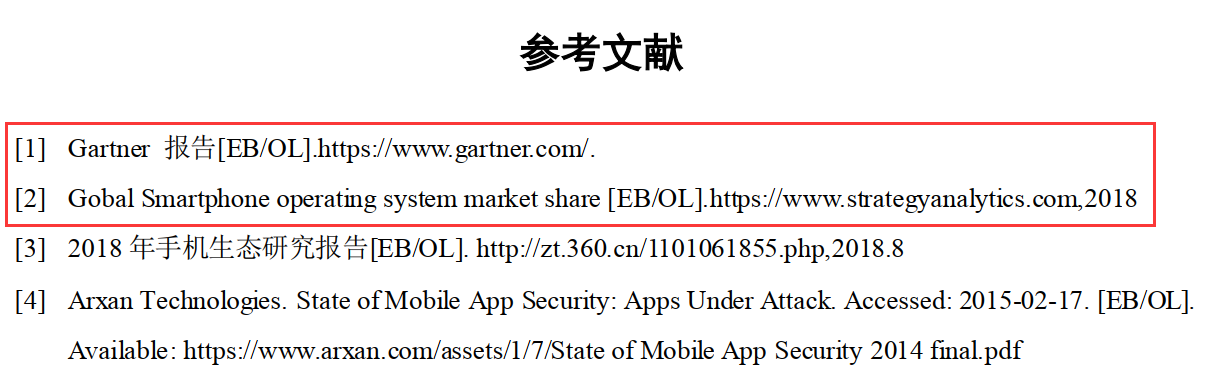 参考文献
[1] Gartner 报告[EB/OL].https://www.gartner.com/.
[2] Gobal Smartphone operating system market share [EB/OL].https://www.strategyanalytics.com,2018
[3] 2018 年手机生态研究报告[EB/OL]. http://zt.360.cn/1101061855.php,2018.8
[4] Arxan Technologies. State of Mobile App Security: Apps Under Attack. Accessed: 2015-02-17. [EB/OL].
Available: https://www.arxan.com/assets/1/7/State of Mobile App Security 2014 final.pdf